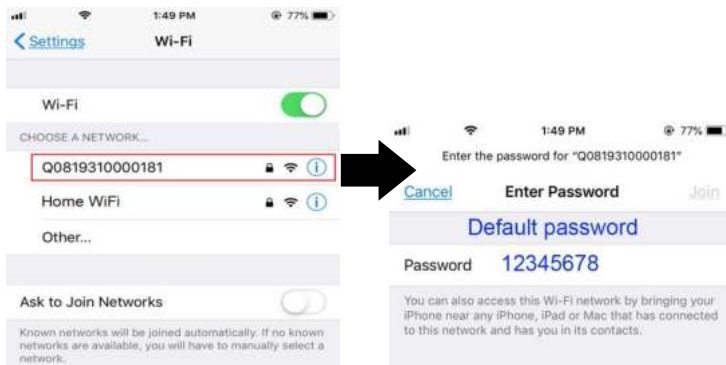 1:49 PM 77%
Settings Wi-Fi
Wi-Fi
CHOOSE A NETWORK...
Q0819310000181
Home WiFi
Other...
Ask to Join Networks
Known networks will be joined automatically. If no known
networks are available, you will have to manually select a
network.
1:49 PM 77%
Enter the password for "Q0819310000181"
Cancel Enter Password Join
Default password
Password 12345678
You can also access this Wi-Fi network by bringing your
iPhone near any iPhone, iPad or Mac that has connected
to this network and has you in its contacts.